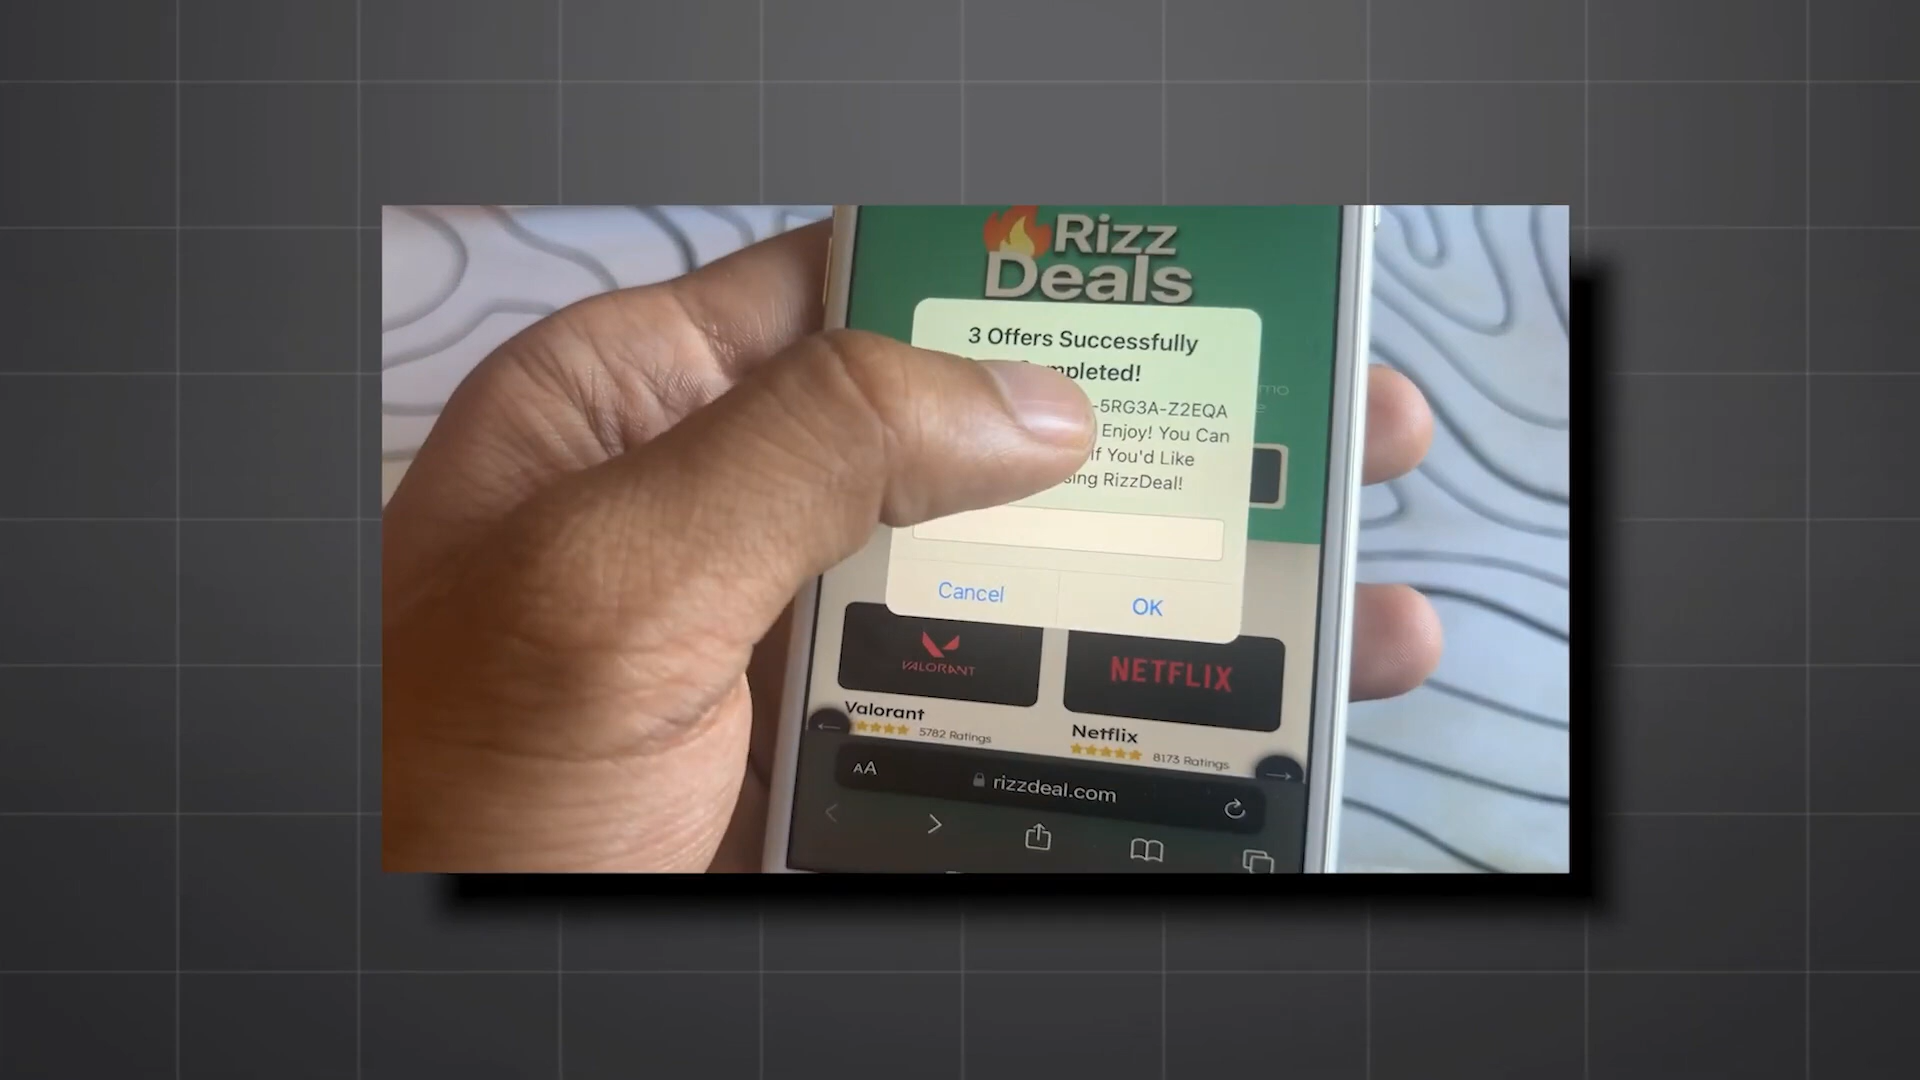 Rizz
Deals
3 Offers Successfully
mpleted!
-5RG3A-Z2EQA
Enjoy! You Can
If You'd Like
sing RizzDeal!
Cancel
OK
VALORANT
NETFLIX
Valorant
5782 Ratings
Netflix
8173 Ratings
AA
rizzdeal.com